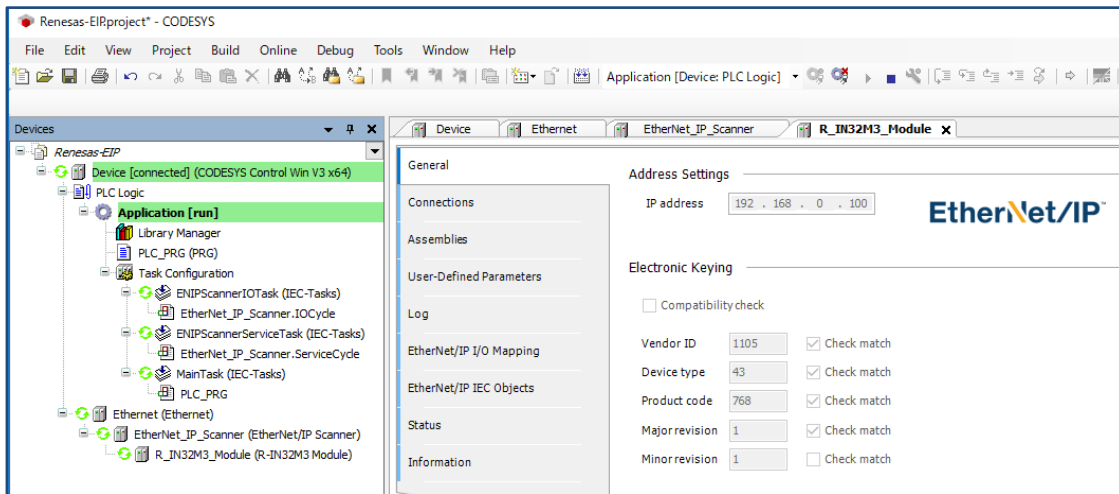 Renesas-EIP.project* - CODESYS
File Edit View Project Build Online Debug Tools Window Help
Application [Device: PLC Logic]
Devices
Renesas-EIP
Device [connected] (CODESYS Control Win V3 x64)
PLC Logic
Application [run]
Library Manager
PLC_PRG (PRG)
Task Configuration
ENIPScannerIOTask (IEC-Tasks)
EtherNet_IP_Scanner.IOCycle
ENIPScannerServiceTask (IEC-Tasks)
EtherNet_IP_Scanner.ServiceCycle
MainTask (IEC-Tasks)
PLC_PRG
Ethernet (Ethernet)
EtherNet_IP_Scanner (EtherNet/IP Scanner)
R_IN32M3_Module (R-IN32M3 Module)
Device Ethernet EtherNet_IP_Scanner R_IN32M3_Module
General
Connections
Assemblies
User-Defined Parameters
Log
EtherNet/IP I/O Mapping
EtherNet/IP IEC Objects
Status
Information
Address Settings
IP address 192 . 168 . 0 . 100
EtherNet/IP™
Electronic Keying
Compatibility check
Vendor ID 1105 Check match
Device type 43 Check match
Product code 768 Check match
Major revision 1 Check match
Minor revision 1 Check match